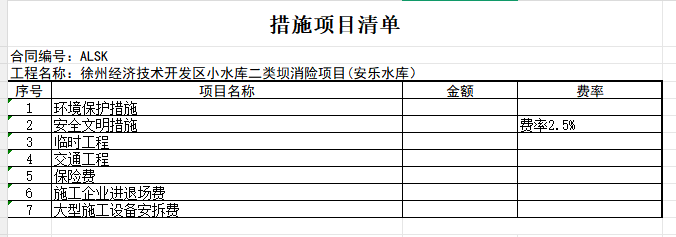 措施项目清单
合同编号：ALSK
工程名称：徐州经济技术开发区小水库二类坝消险项目(安乐水库）
序号 项目名称 金额 费率
1 环境保护措施
2 安全文明措施 费率2.5%
3 临时工程
4 交通工程
5 保险费
6 施工企业进退场费
7 大型施工设备安拆费